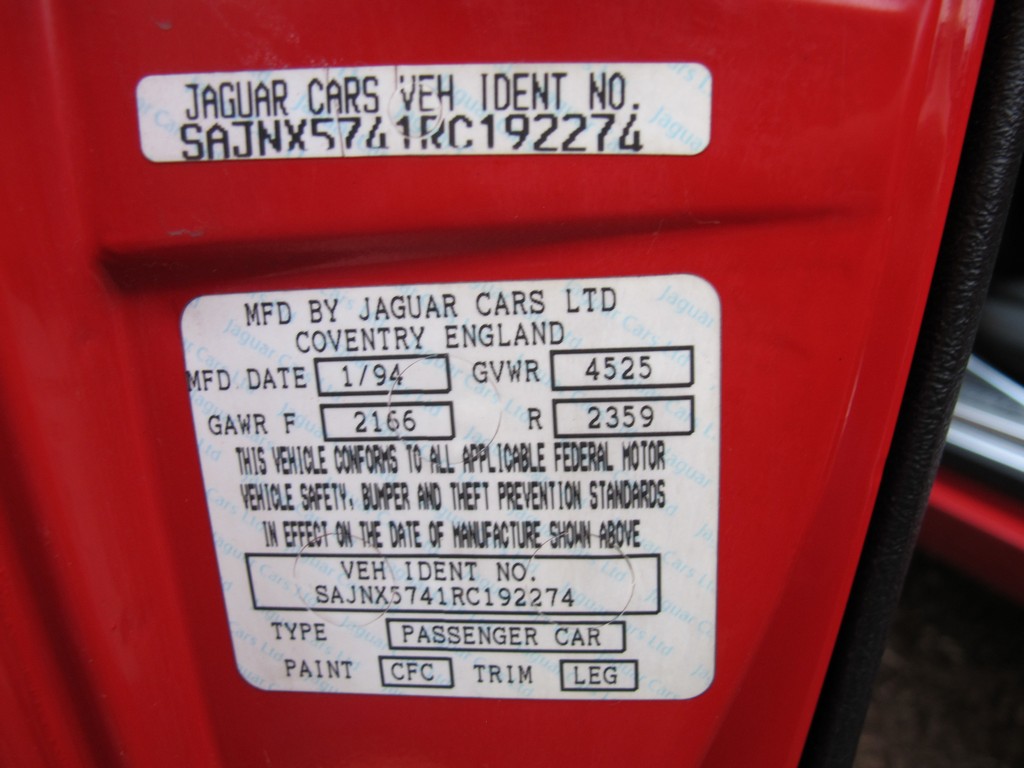 JAGUAR CARS VEH IDENT NO.
SAJNX5741RC192274
MFD BY JAGUAR CARS LTD
COVENTRY ENGLAND
MFD DATE 1/94 GVWR 4525
GAWR F 2166 R 2359
THIS VEHICLE CONFORMS TO ALL APPLICABLE FEDERAL MOTOR
VEHICLE SAFETY, BUMPER AND THEFT PREVENTION STANDARDS
IN EFFECT ON THE DATE OF MANUFACTURE SHOWN ABOVE
VEH IDENT NO.
SAJNX5741RC192274
TYPE PASSENGER CAR
PAINT CFC TRIM LEG